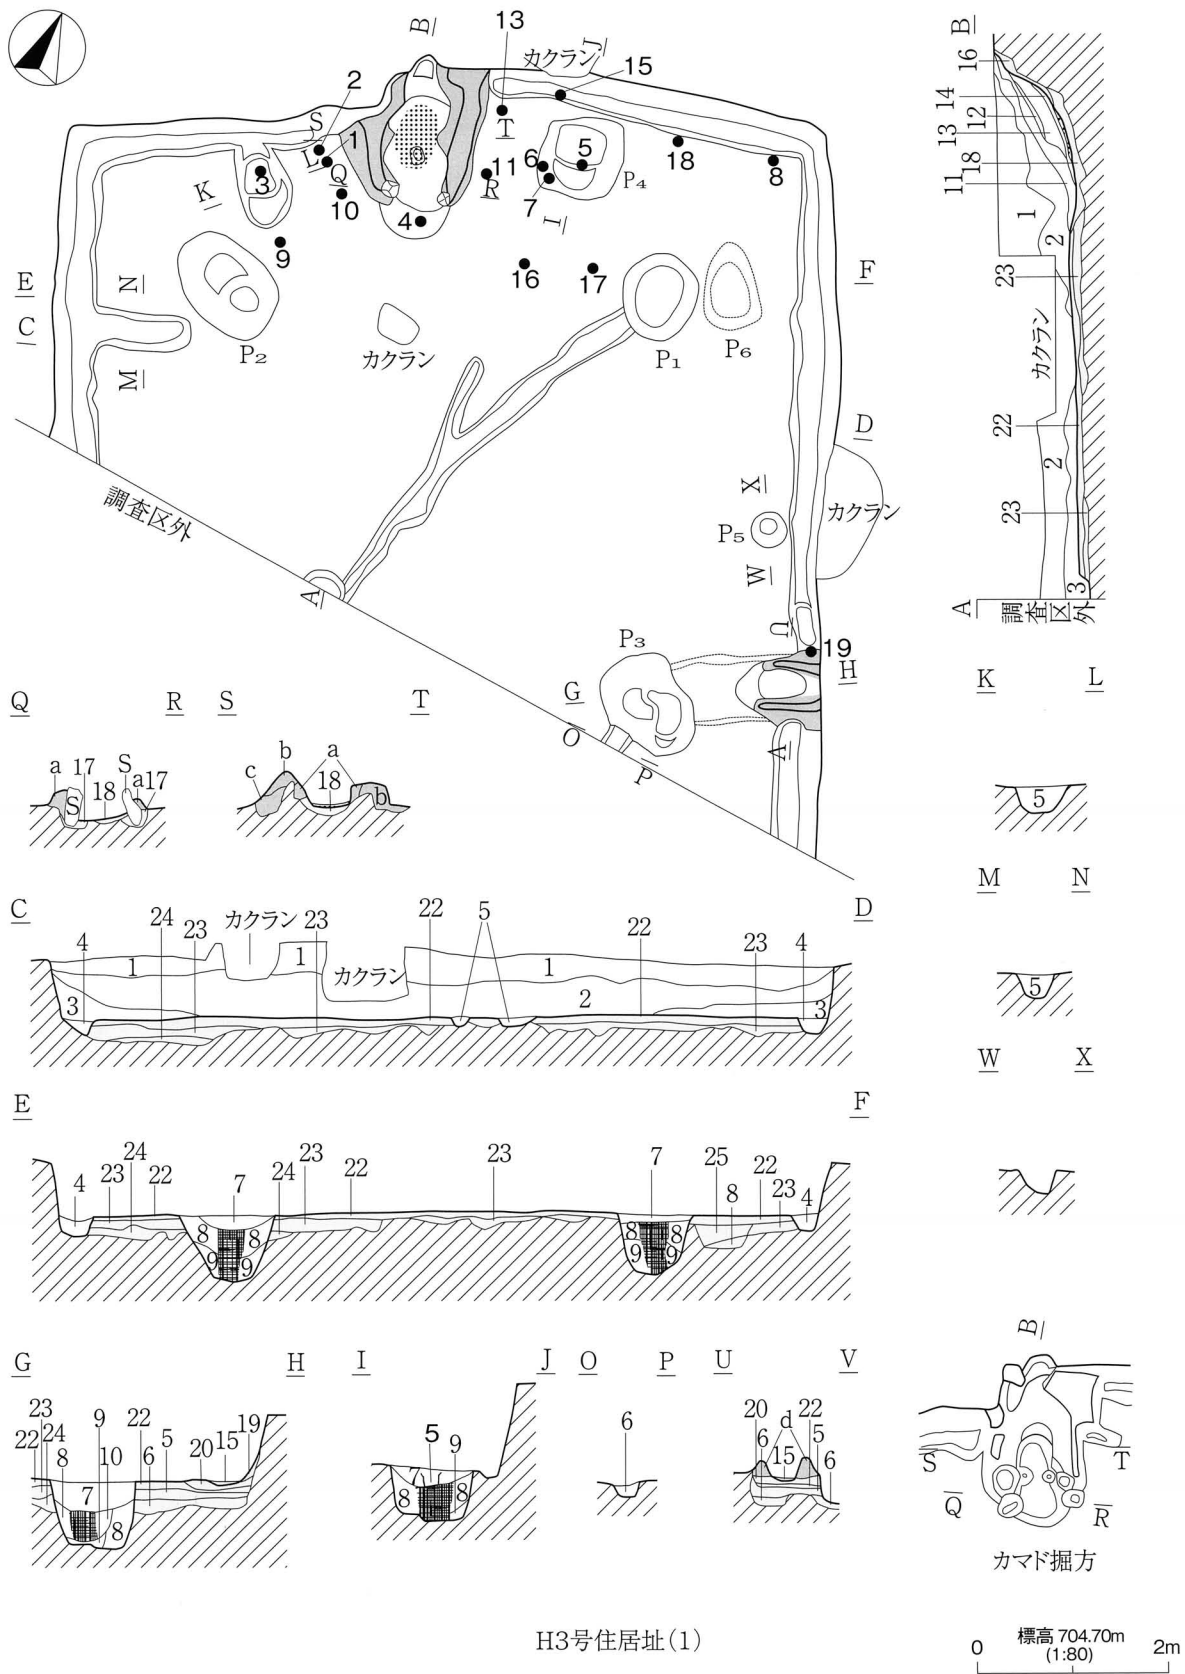 B
13
カクラン
J
15
2
S
1
L
Q
3
K
10
9
T
11
R
4
6
5
7
P4
I
18
8
16
17
E
C
N
M
P2
カクラン
P1
P6
F
D
X
P5
カクラン
W
調査区外
A
U
19
P3
G
H
O
P
V
B
16
14
12
13
18
11
1
2
23
カクラン
22
2
23
3
A
調査区外
Q R S T
a 17 S a 17
S 18
b a
c 18 b
K L
5
M N
5
W X
C D
4 24 23 カクラン 23 22 5 22 23 4
1 1 カクラン 1
3 2 3
E F
4 23 24 22 7 24 23 22 23 7 25 8 22 23 4
8 8 8 8
9 9 9 9
G H I J O P U V
23 22 24 8 9 10 22 6 5 20 15 19
7 8
5 9
7
8 8
6
20 d 22
6 15 5 6
B
S T
Q R
カマド掘方
H3号住居址(1)
標高 704.70m
0 (1:80) 2m